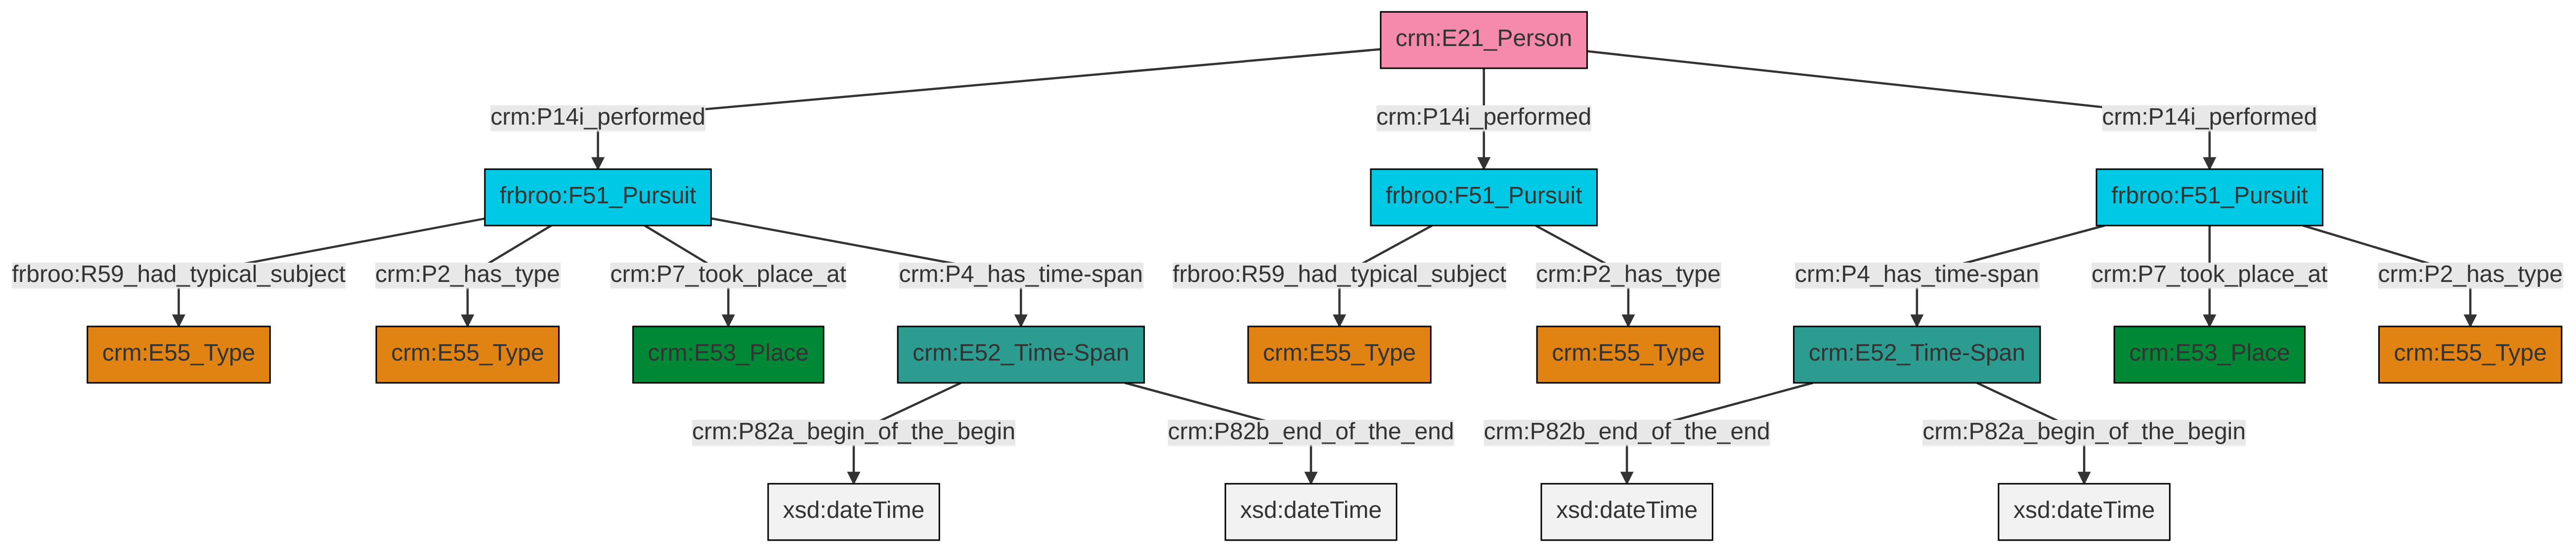 crm:E21_Person
crm:P14i_performed
crm:P14i_performed
crm:P14i_performed
frbroo:F51_Pursuit
frbroo:F51_Pursuit
frbroo:F51_Pursuit
frbroo:R59_had_typical_subject
crm:P2_has_type
crm:P7_took_place_at
crm:P4_has_time-span
frbroo:R59_had_typical_subject
crm:P2_has_type
crm:P4_has_time-span
crm:P7_took_place_at
crm:P2_has_type
crm:E55_Type
crm:E55_Type
crm:E53_Place
crm:E52_Time-Span
crm:E55_Type
crm:E55_Type
crm:E52_Time-Span
crm:E53_Place
crm:E55_Type
crm:P82a_begin_of_the_begin
crm:P82b_end_of_the_end
crm:P82b_end_of_the_end
crm:P82a_begin_of_the_begin
xsd:dateTime
xsd:dateTime
xsd:dateTime
xsd:dateTime